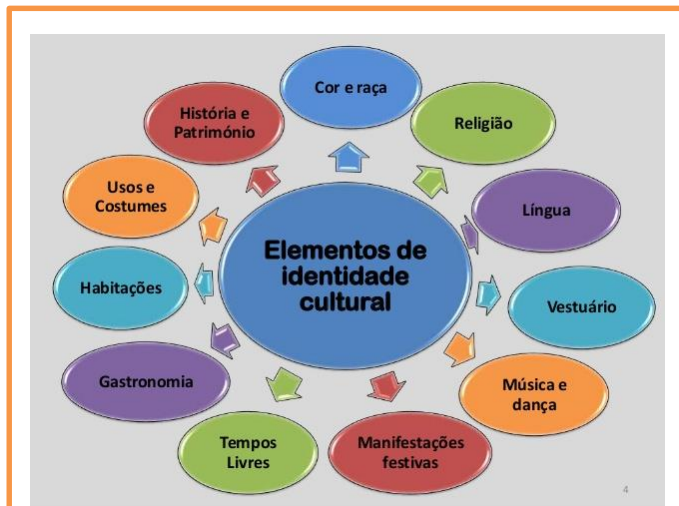 Elementos de
identidade
cultural
Cor e raça
Religião
Língua
Vestuário
Música e
dança
Manifestações
festivas
Tempos
Livres
Gastronomia
Habitações
Usos e
Costumes
História e
Património
4